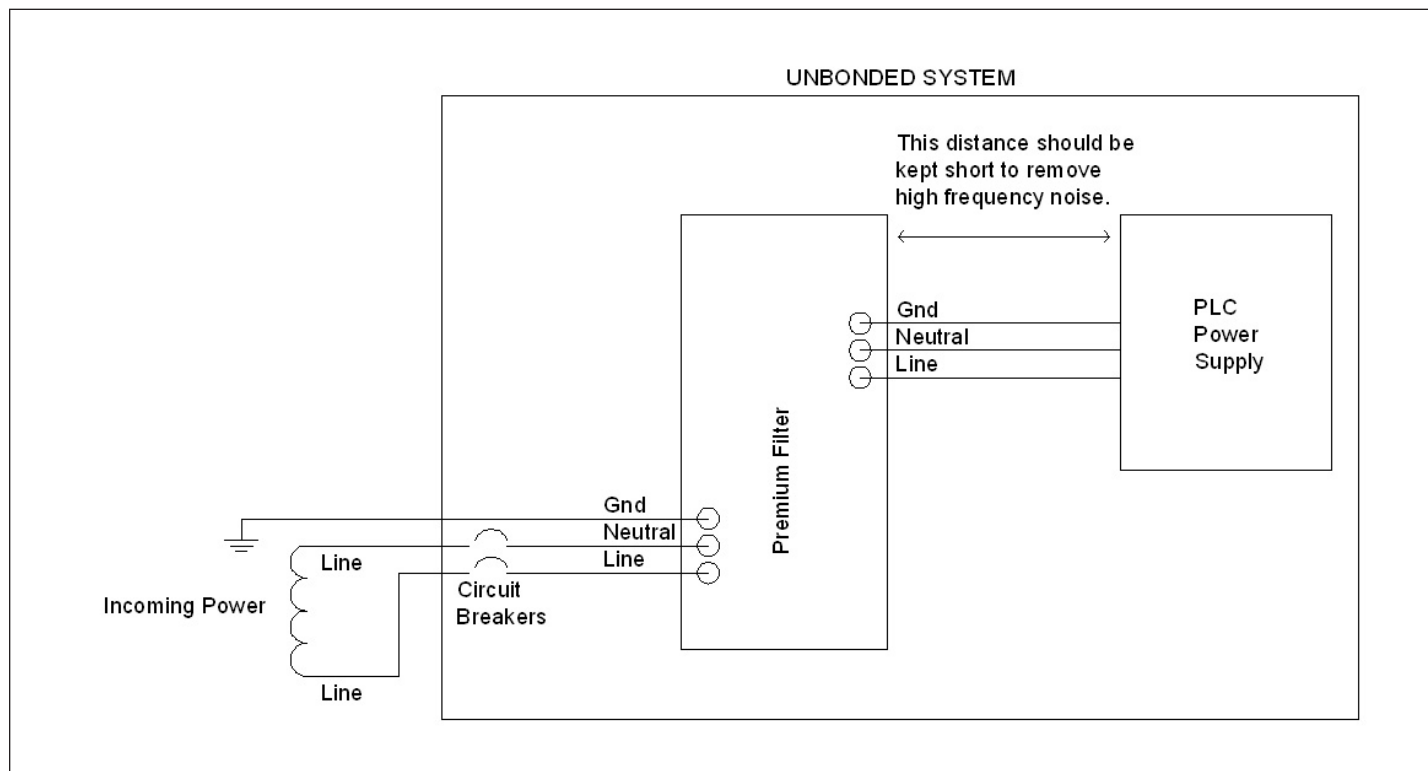 UNBONDED SYSTEM
This distance should be
kept short to remove
high frequency noise.
Gnd
Neutral
Line
PLC
Power
Supply
Premium Filter
Gnd
Neutral
Line
Line
Circuit
Breakers
Incoming Power
Line